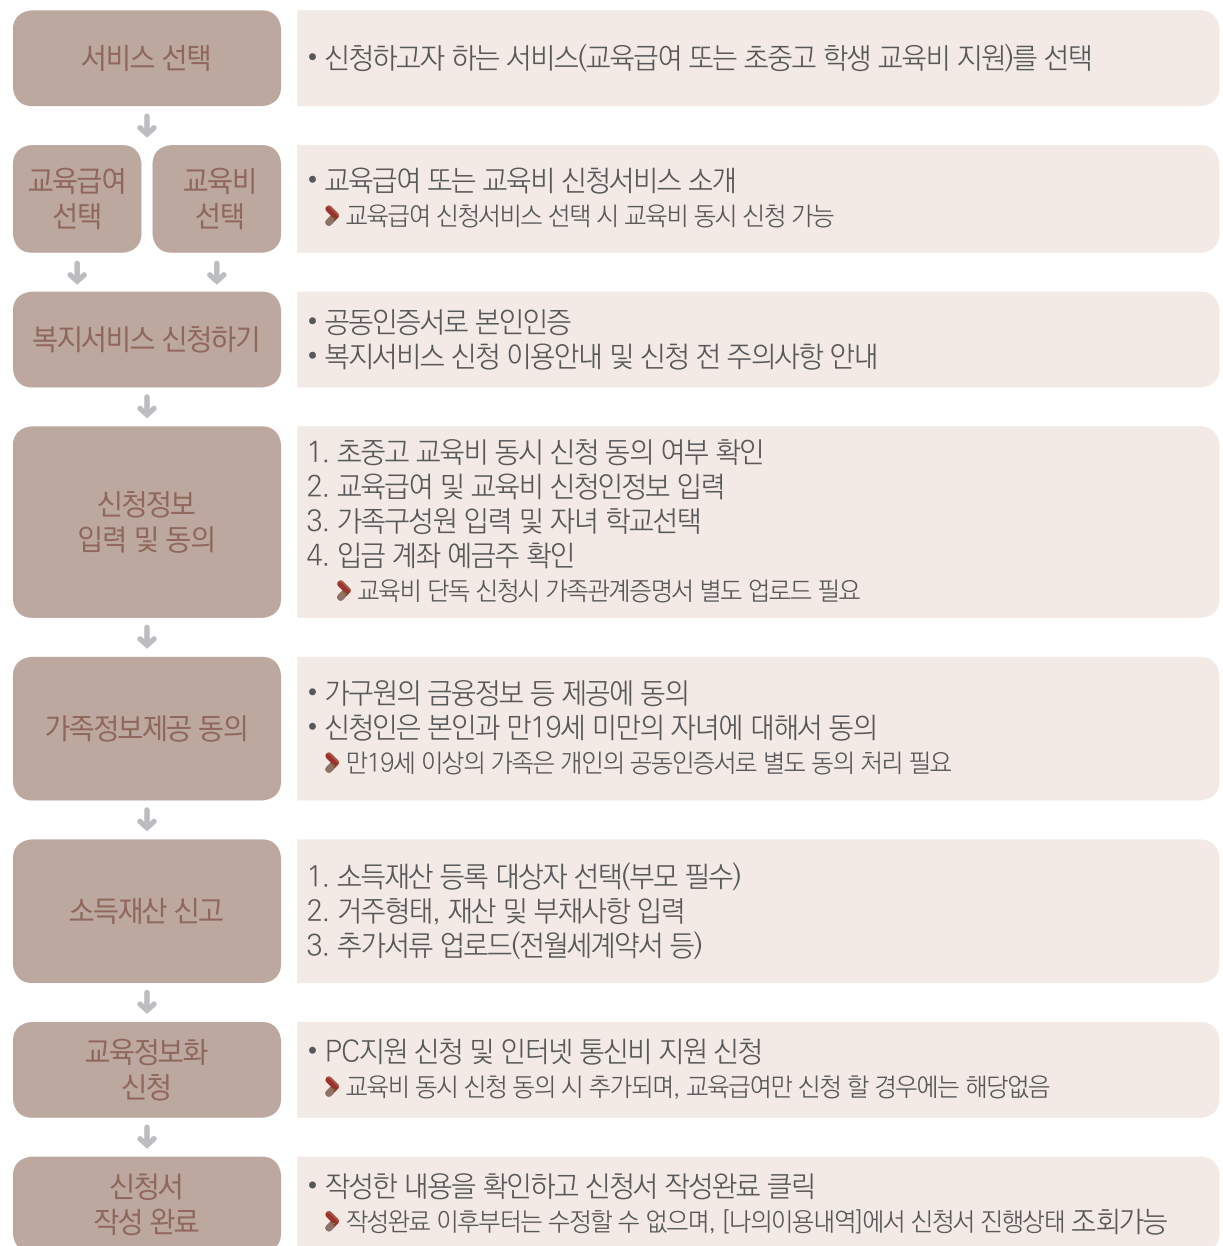 서비스 선택
• 신청하고자 하는 서비스(교육급여 또는 초중고 학생 교육비 지원)를 선택
교육급여
선택
교육비
선택
• 교육급여 또는 교육비 신청서비스 소개
교육급여 신청서비스 선택 시 교육비 동시 신청 가능
복지서비스 신청하기
• 공동인증서로 본인인증
• 복지서비스 신청 이용안내 및 신청 전 주의사항 안내
신청정보
입력 및 동의
1. 초중고 교육비 동시 신청 동의 여부 확인
2. 교육급여 및 교육비 신청인정보 입력
3. 가족구성원 입력 및 자녀 학교선택
4. 입금 계좌 예금주 확인
교육비 단독 신청시 가족관계증명서 별도 업로드 필요
가족정보제공 동의
• 가구원의 금융정보 등 제공에 동의
• 신청인은 본인과 만19세 미만의 자녀에 대해서 동의
만19세 이상의 가족은 개인의 공동인증서로 별도 동의 처리 필요
소득재산 신고
1. 소득재산 등록 대상자 선택(부모 필수)
2. 거주형태, 재산 및 부채사항 입력
3. 추가서류 업로드(전월세계약서 등)
교육정보화
신청
• PC지원 신청 및 인터넷 통신비 지원 신청
교육비 동시 신청 동의 시 추가되며, 교육급여만 신청 할 경우에는 해당없음
신청서
작성 완료
• 작성한 내용을 확인하고 신청서 작성완료 클릭
작성완료 이후부터는 수정할 수 없으며, [나의이용내역]에서 신청서 진행상태 조회가능